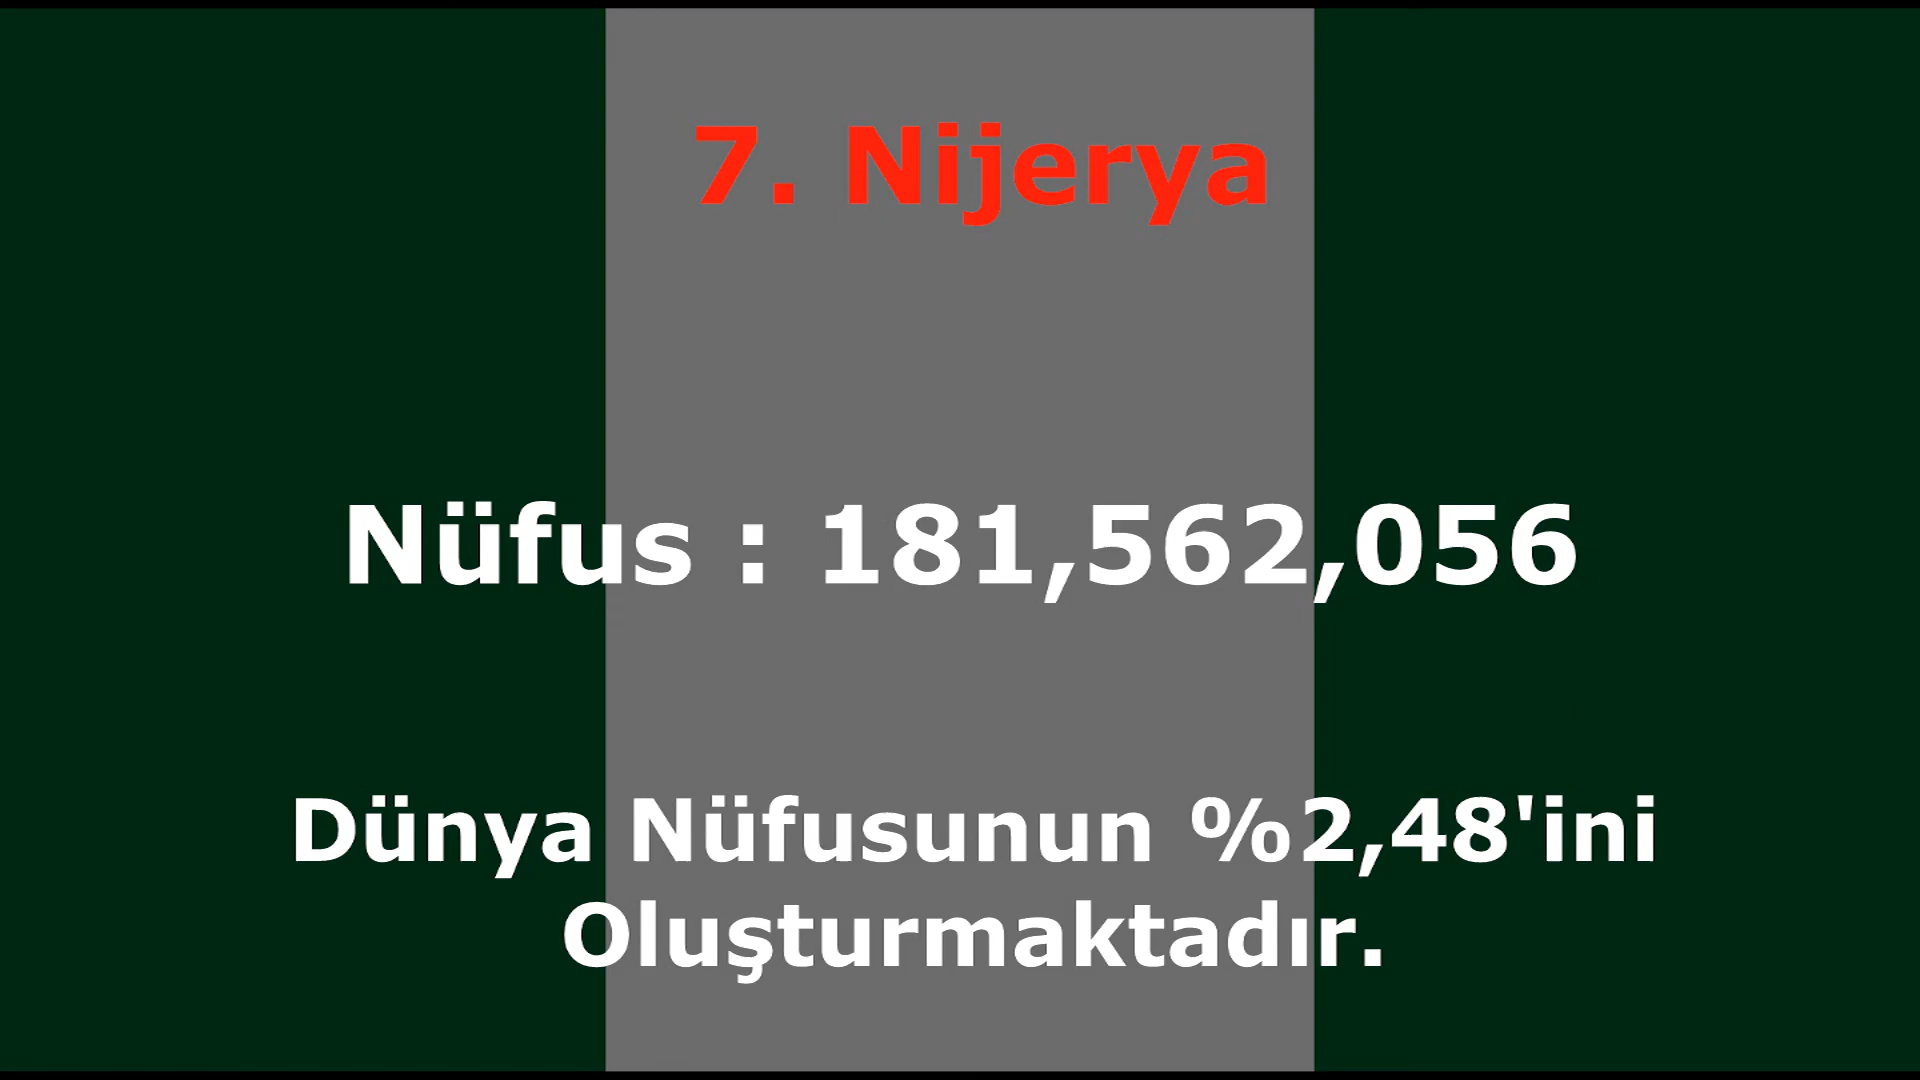 7. Nijerya
Nüfus : 181,562,056
Dünya Nüfusunun %2,48'ini
Oluşturmaktadır.